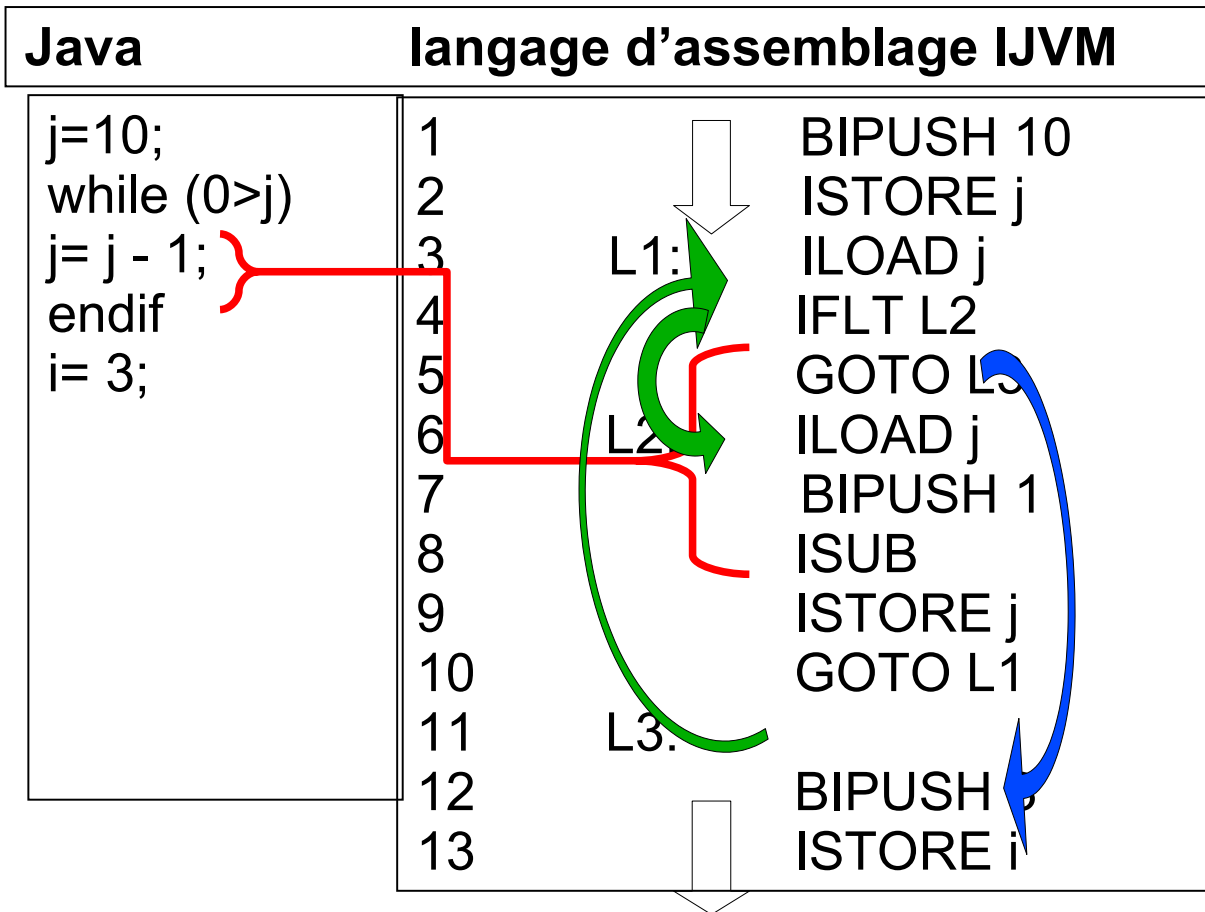 Java langage d’assemblage IJVM
j=10;
while (0>j)
j= j - 1;
endif
i= 3;
1 BIPUSH 10
2 ISTORE j
3 L1: ILOAD j
4 IFLT L2
5 GOTO L3
6 L2: ILOAD j
7 BIPUSH 1
8 ISUB
9 ISTORE j
10 GOTO L1
11 L3:
12 BIPUSH 3
13 ISTORE i